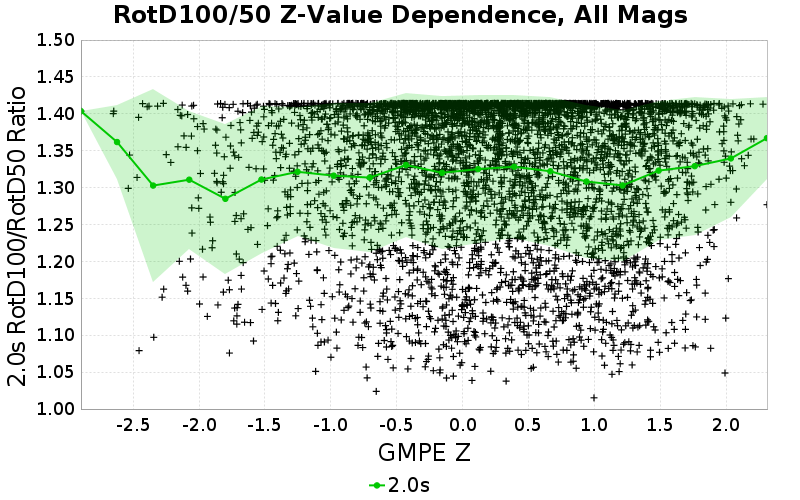 RotD100/50 Z-Value Dependence, All Mags
2.0s RotD100/RotD50 Ratio
1.50
1.45
1.40
1.35
1.30
1.25
1.20
1.15
1.10
1.05
1.00
-2.5 -2.0 -1.5 -1.0 -0.5 0.0 0.5 1.0 1.5 2.0
GMPE Z
2.0s